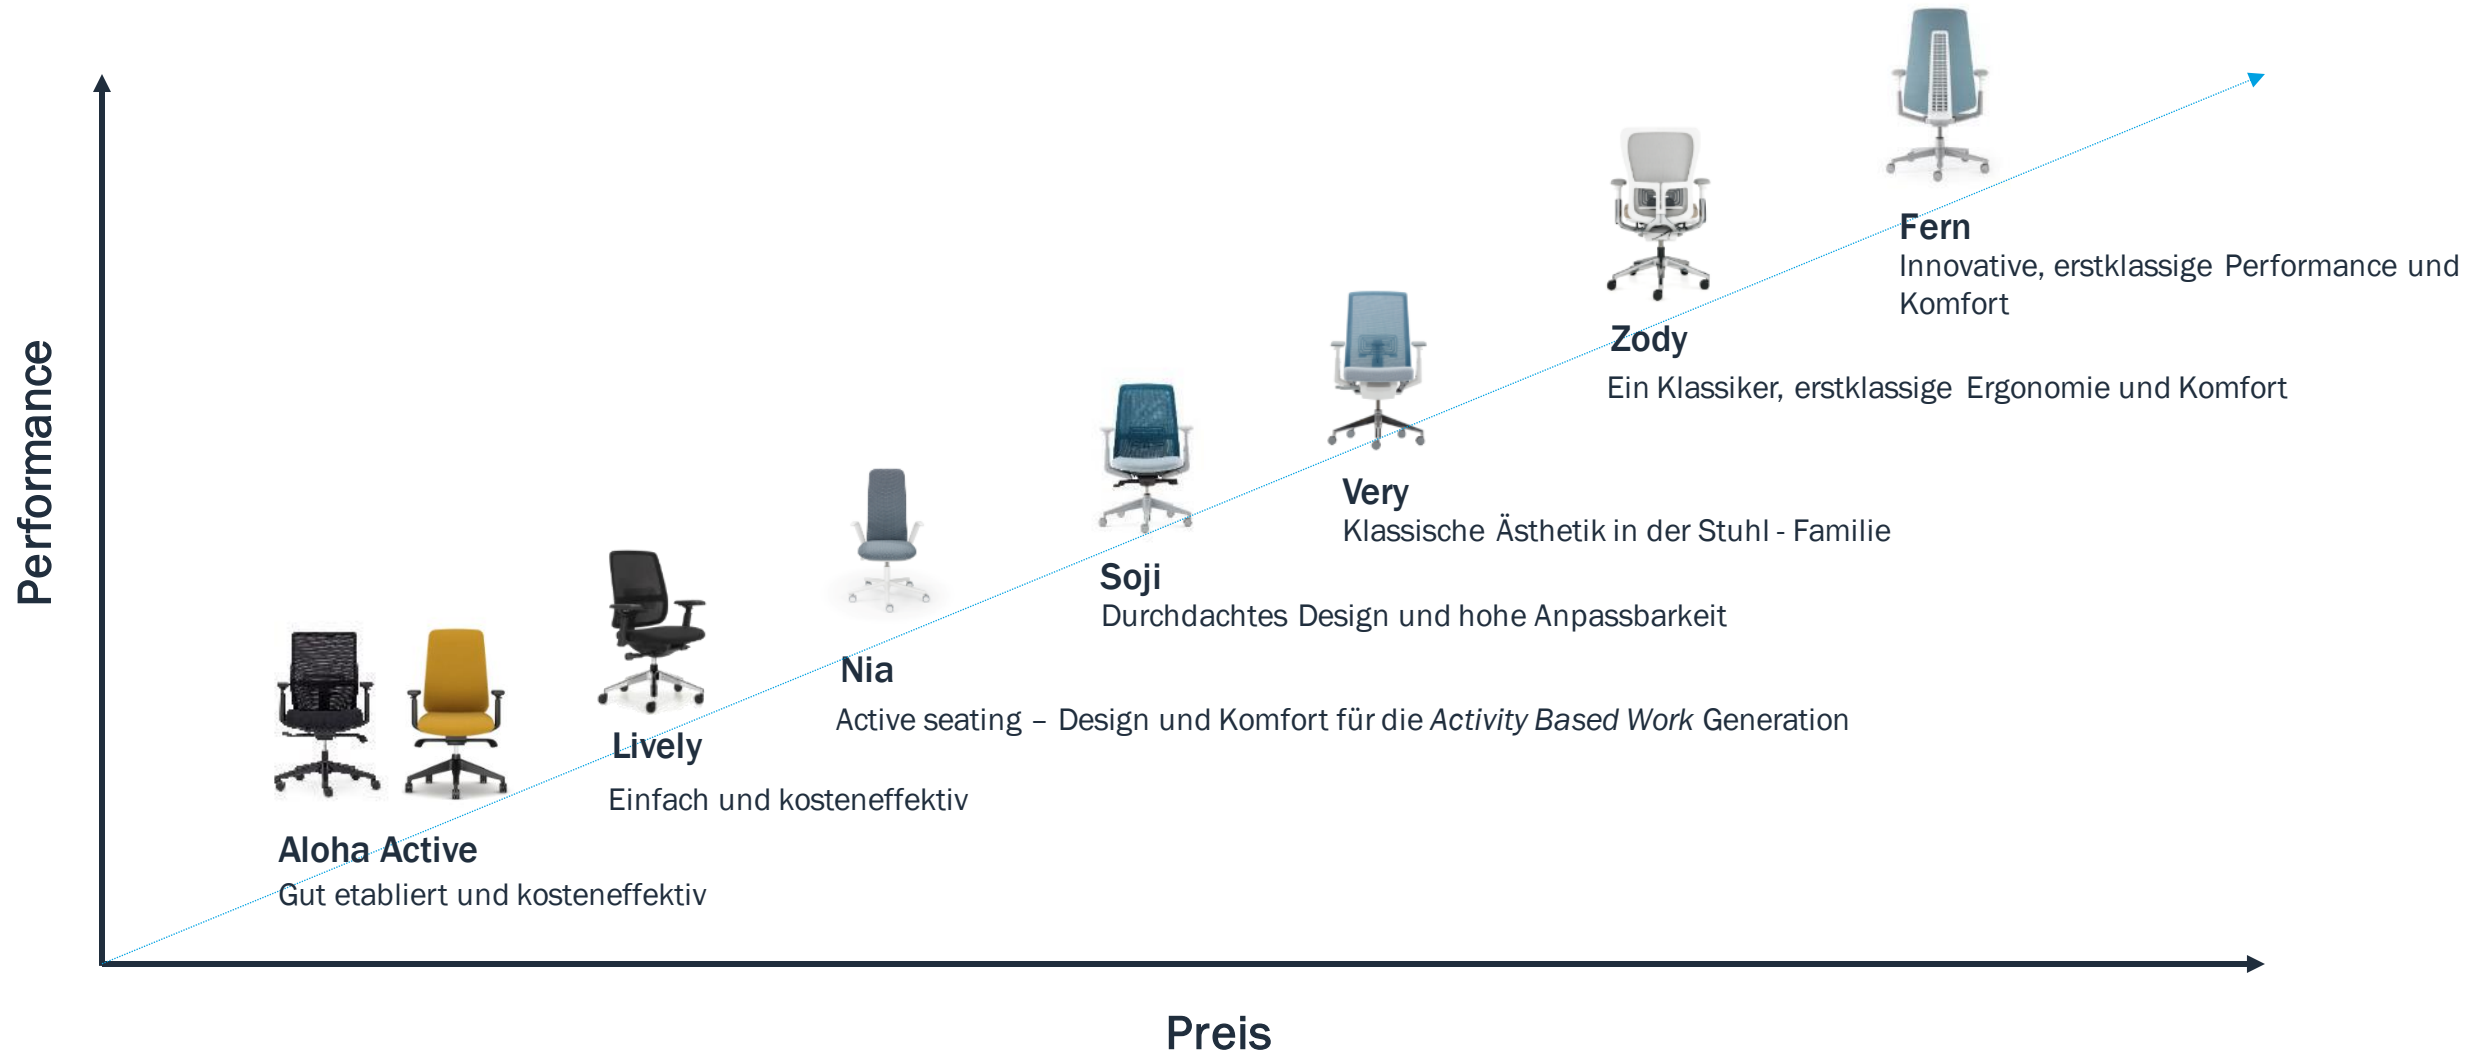 Performance
Fern
Innovative, erstklassige Performance und
Komfort
Zody
Ein Klassiker, erstklassige Ergonomie und Komfort
Very
Klassische Ästhetik in der Stuhl - Familie
Soji
Durchdachtes Design und hohe Anpassbarkeit
Nia
Active seating – Design und Komfort für die Activity Based Work Generation
Lively
Einfach und kosteneffektiv
Aloha Active
Gut etabliert und kosteneffektiv
Preis